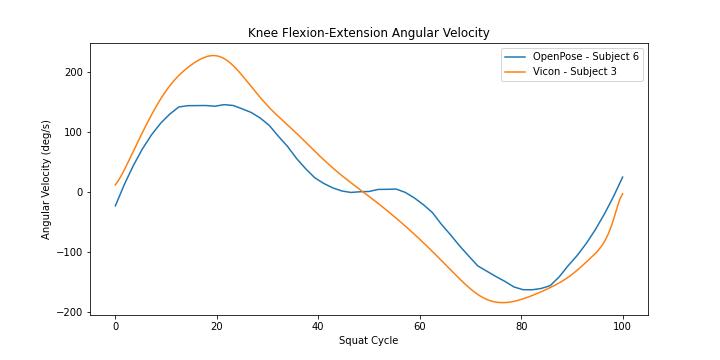 Knee Flexion-Extension Angular Velocity
OpenPose - Subject 6
Vicon - Subject 3
Angular Velocity (deg/s)
200
100
0
−100
−200
0 20 40 60 80 100
Squat Cycle